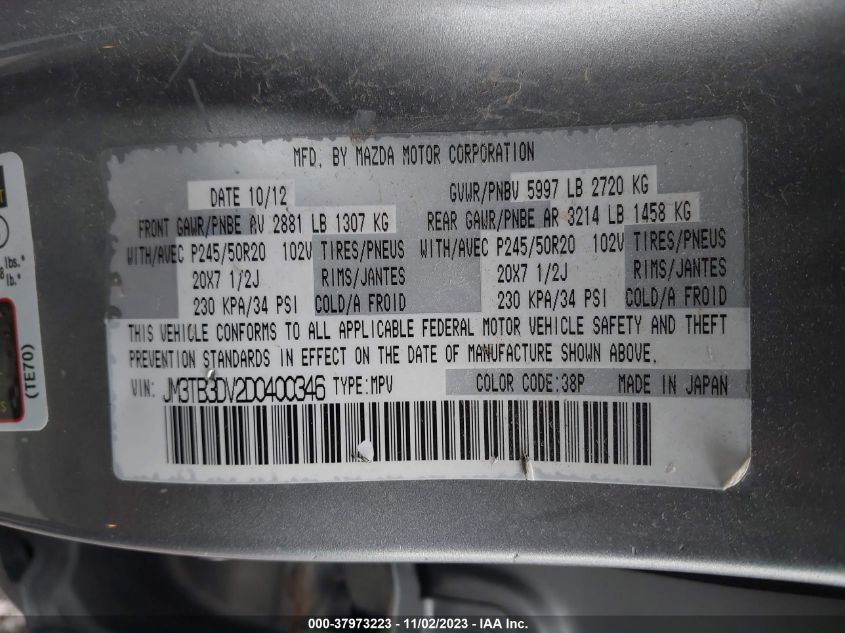 MFD. BY MAZDA MOTOR CORPORATION
DATE 10/12 GVWR/PNBV 5997 LB 2720 KG
FRONT GAWR/PNBE AV 2881 LB 1307 KG REAR GAWR/PNBE AR 3214 LB 1458 KG
WITH/AVEC P245/50R20 102V TIRES/PNEUS WITH/AVEC P245/50R20 102V TIRES/PNEUS
20X7 1/2J RIMS/JANTES 20X7 1/2J RIMS/JANTES
230 KPA/34 PSI COLD/A FROID 230 KPA/34 PSI COLD/A FROID
THIS VEHICLE CONFORMS TO ALL APPLICABLE FEDERAL MOTOR VEHICLE SAFETY AND THEFT
PREVENTION STANDARDS IN EFFECT ON THE DATE OF MANUFACTURE SHOWN ABOVE.
VIN: JM3TB3DV2D0400346 TYPE:MPV COLOR CODE:38P MADE IN JAPAN
lbs.*
lb.*
(TE70)
000-37973223 - 11/02/2023 - IAA Inc.